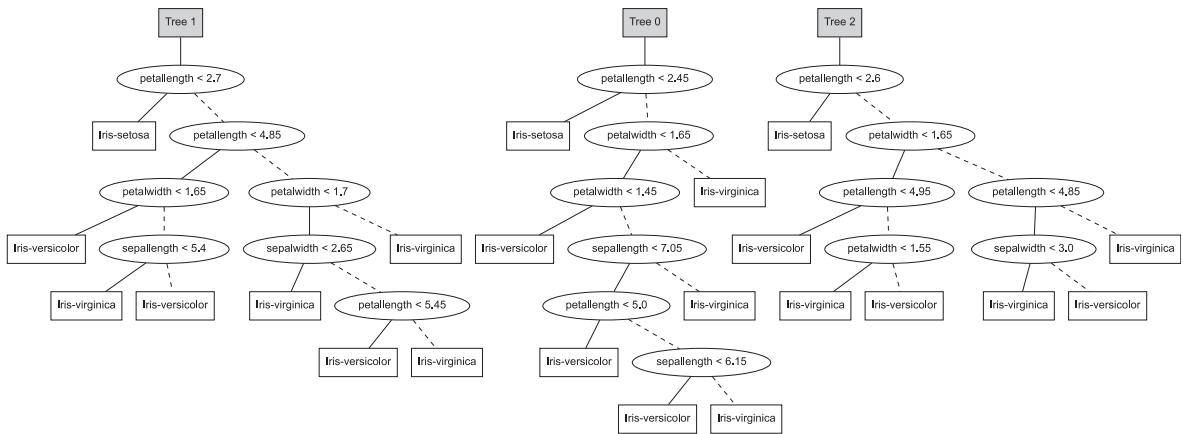 Tree 1
Tree 0
Tree 2
petallength < 2.7
petallength < 2.45
petallength < 2.6
Iris-setosa
petallength < 4.85
Iris-setosa
petalwidth < 1.65
Iris-setosa
petalwidth < 1.65
petalwidth < 1.65
petalwidth < 1.7
petalwidth < 1.45
Iris-virginica
petallength < 4.95
petallength < 4.85
Iris-versicolor
sepallength < 5.4
sepalwidth < 2.65
Iris-virginica
Iris-versicolor
sepallength < 7.05
Iris-versicolor
petalwidth < 1.55
sepalwidth < 3.0
Iris-virginica
Iris-virginica
Iris-versicolor
Iris-virginica
petallength < 5.45
petallength < 5.0
Iris-virginica
Iris-virginica
Iris-versicolor
Iris-virginica
Iris-versicolor
Iris-versicolor
Iris-virginica
Iris-versicolor
sepallength < 6.15
Iris-versicolor
Iris-virginica